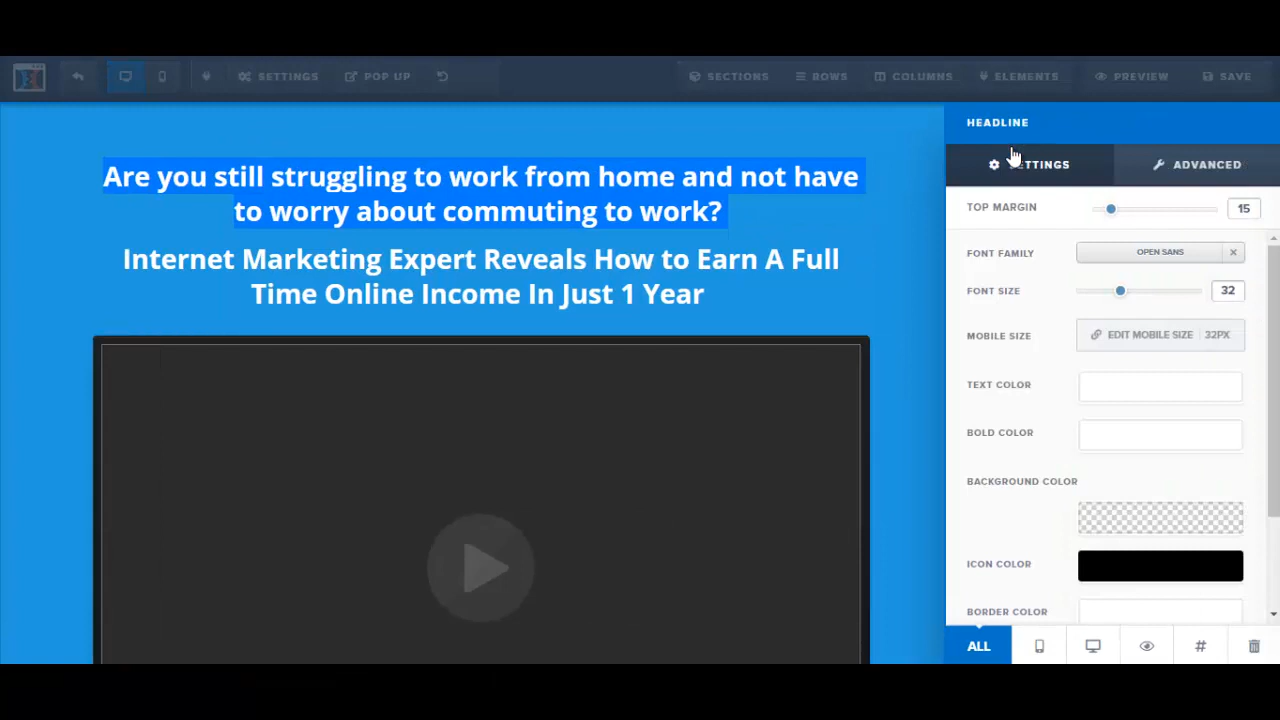 SETTINGS POP UP SECTIONS ROWS COLUMNS ELEMENTS PREVIEW SAVE
HEADLINE
SETTINGS ADVANCED
Are you still struggling to work from home and not have
to worry about commuting to work?
Internet Marketing Expert Reveals How to Earn A Full
Time Online Income In Just 1 Year
TOP MARGIN 15
FONT FAMILY OPEN SANS ×
FONT SIZE 32
MOBILE SIZE EDIT MOBILE SIZE 32PX
TEXT COLOR
BOLD COLOR
BACKGROUND COLOR
ICON COLOR
BORDER COLOR
ALL #